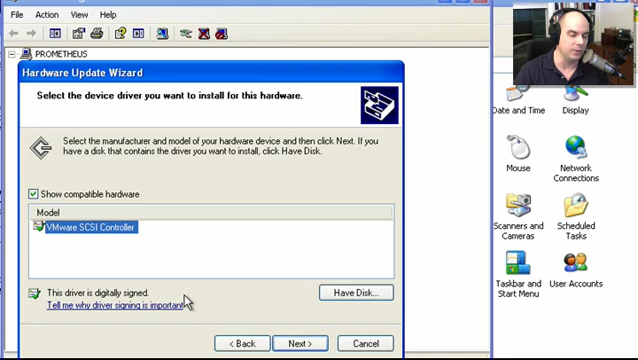 File Action View Help
PROMETHEUS
Hardware Update Wizard
Select the device driver you want to install for this hardware.
Select the manufacturer and model of your hardware device and then click Next. If you
have a disk that contains the driver you want to install, click Have Disk.
Show compatible hardware
Model
VMware SCSI Controller
This driver is digitally signed.
Tell me why driver signing is important
Have Disk...
< Back
Next >
Cancel
Date and Time
Display
Mouse
Network
Connections
Scanners and
Cameras
Scheduled
Tasks
Taskbar and
Start Menu
User Accounts